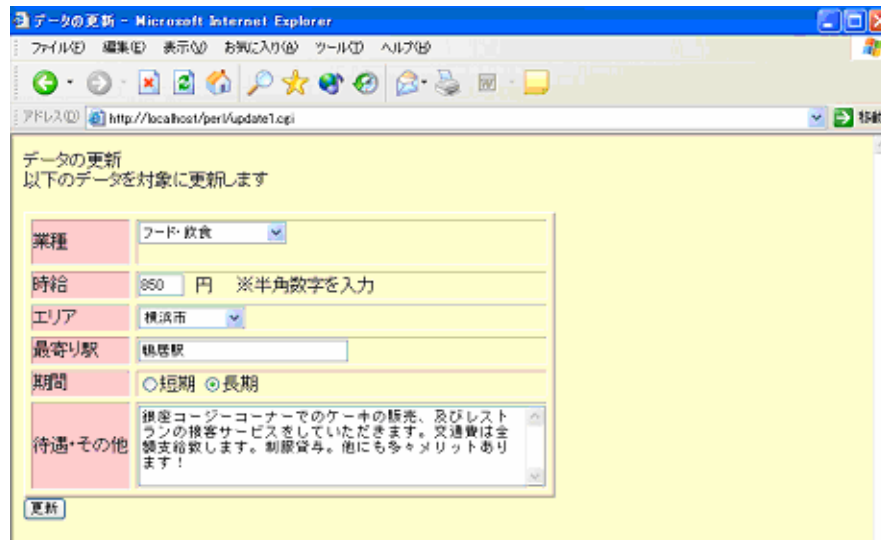 データの更新 - Microsoft Internet Explorer
ファイル(F) 編集(E) 表示(V) お気に入り(A) ツール(T) ヘルプ(H)
アドレス(D) http://localhost/perl/update1.cgi 移動
データの更新
以下のデータを対象に更新します
業種 フード・飲食
時給 850 円 ※半角数字を入力
エリア 横浜市
最寄り駅 鴨居駅
期間 短期 長期
待遇・その他
銀座コージーコーナーでのケーキの販売、及びレスト
ランの接客サービスをしていただきます。交通費は全
額支給致します。制服貸与。他にも多々メリットあり
ます！
更新